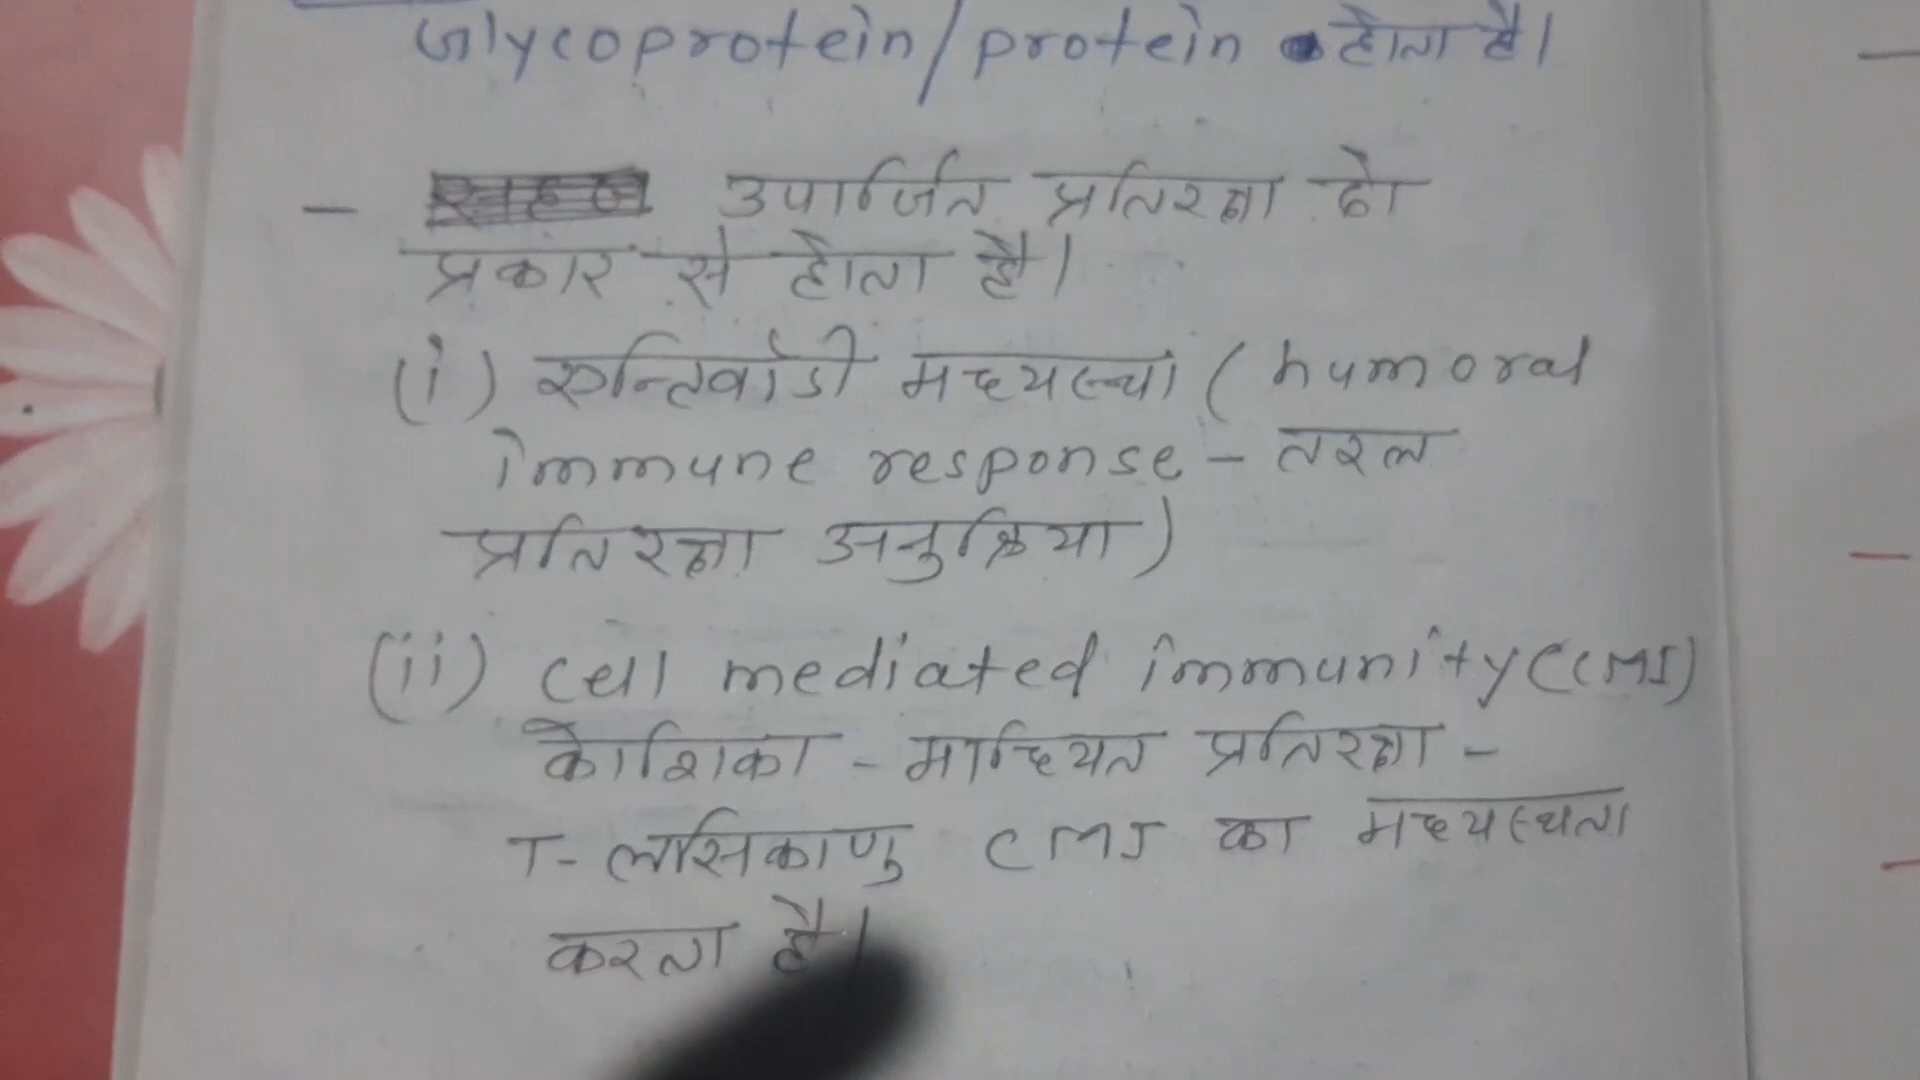 Glycoprotein/protein होता है।
- उपार्जित प्रतिरक्षा दो
प्रकार से होता है।
(i) एन्टिबॉडी मध्यस्था (humoral
immune response - तरल
प्रतिरक्षा अनुक्रिया)
(ii) cell mediated immunity (CMI)
कोशिका - माध्यित प्रतिरक्षा -
T- लसिकाणु CMI का मध्यस्थता
करता है।